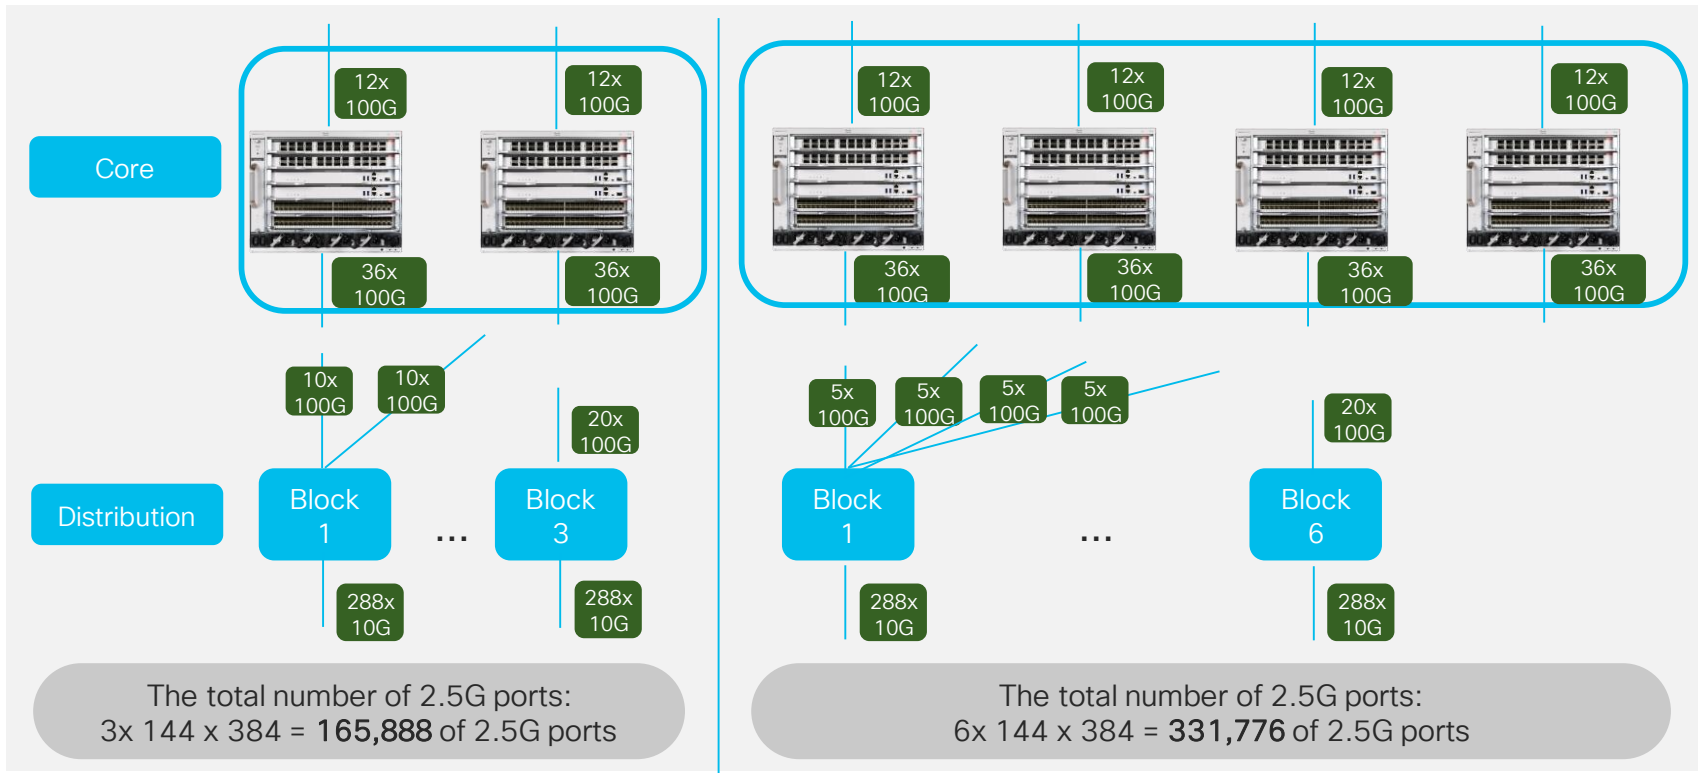 12x
100G
12x
100G
12x
100G
12x
100G
12x
100G
12x
100G
Core
36x
100G
36x
100G
36x
100G
36x
100G
36x
100G
36x
100G
10x
100G
10x
100G
20x
100G
5x
100G
5x
100G
5x
100G
5x
100G
20x
100G
Distribution
Block
1
...
Block
3
Block
1
...
Block
6
288x
10G
288x
10G
288x
10G
288x
10G
The total number of 2.5G ports:
3x 144 x 384 = 165,888 of 2.5G ports
The total number of 2.5G ports:
6x 144 x 384 = 331,776 of 2.5G ports